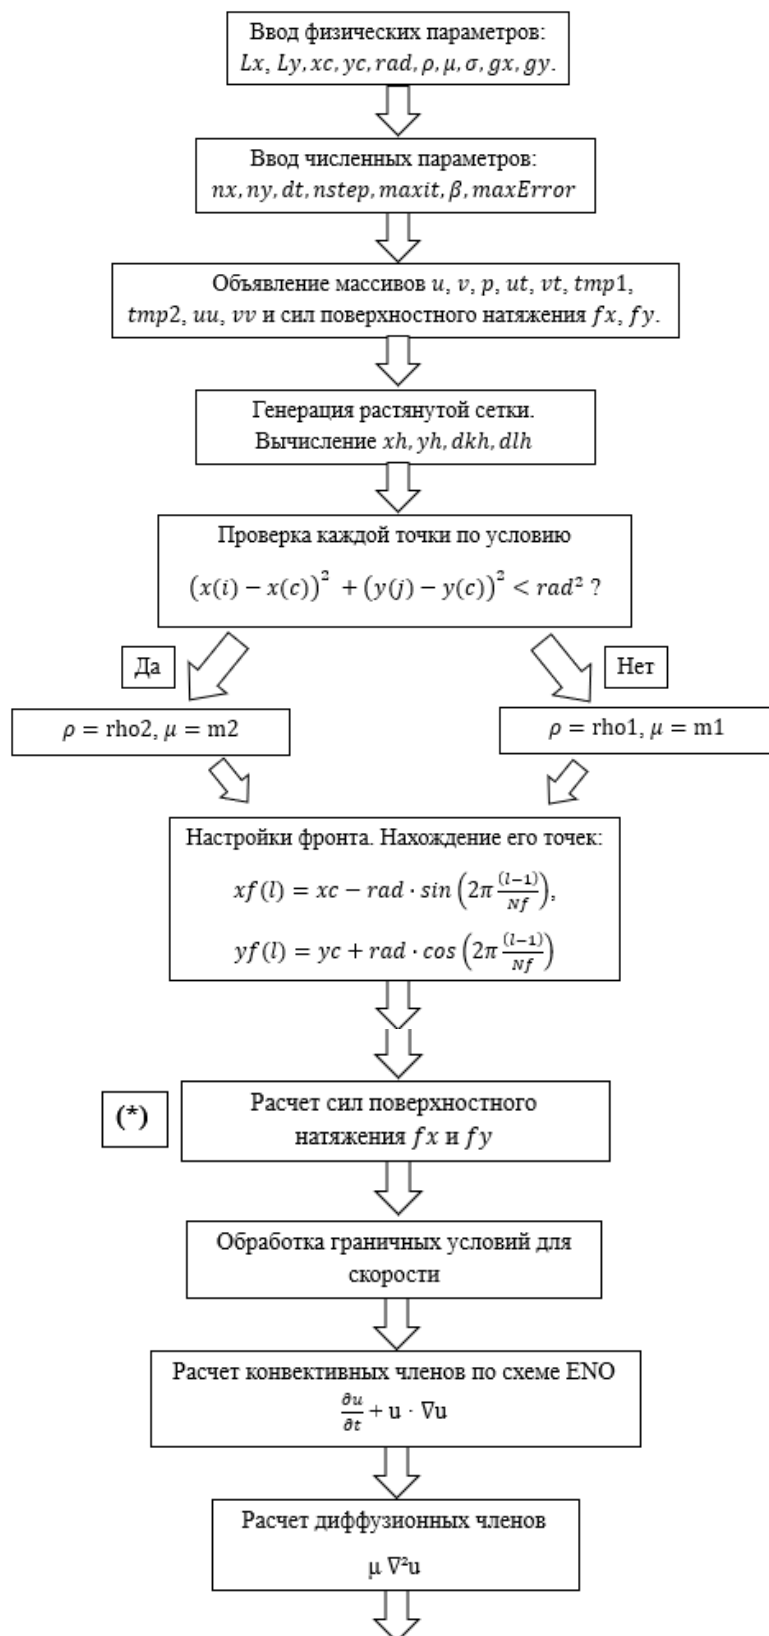 Ввод физических параметров:
Lx, Ly, xc, yc, rad, ρ, μ, σ, gx, gy.
Ввод численных параметров:
nx, ny, dt, nstep, maxit, β, maxError
Объявление массивов u, v, p, ut, vt, tmp1,
tmp2, uu, vv и сил поверхностного натяжения fx, fy.
Генерация растянутой сетки.
Вычисление xh, yh, dkh, dlh
Проверка каждой точки по условию
(x(i) − x(c))² + (y(j) − y(c))² < rad² ?
Да
Нет
ρ = rho2, μ = m2
ρ = rho1, μ = m1
Настройки фронта. Нахождение его точек:
xf(l) = xc − rad · sin (2π (l−1)/Nf),
yf(l) = yc + rad · cos (2π (l−1)/Nf)
(*)
Расчет сил поверхностного
натяжения fx и fy
Обработка граничных условий для
скорости
Расчет конвективных членов по схеме ENO
∂u/∂t + u · ∇u
Расчет диффузионных членов
μ ∇²u